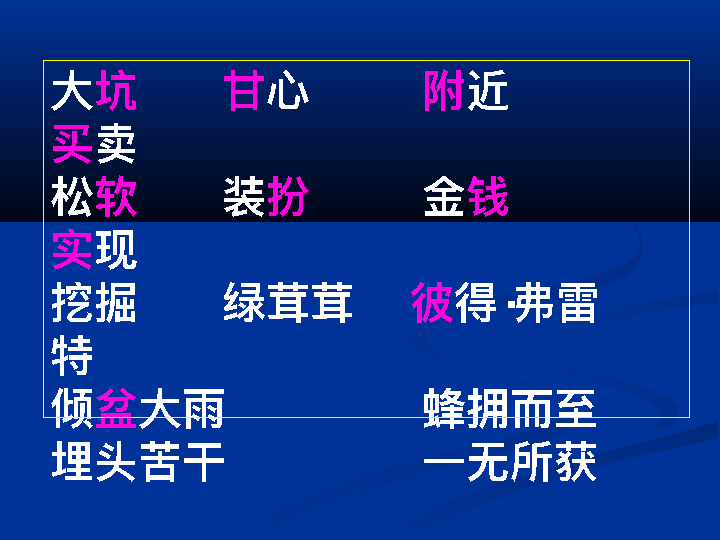 大坑 甘心 附近
买卖
松软 装扮 金钱
实现
挖掘 绿茸茸 彼得·弗雷
特
倾盆大雨 蜂拥而至
埋头苦干 一无所获